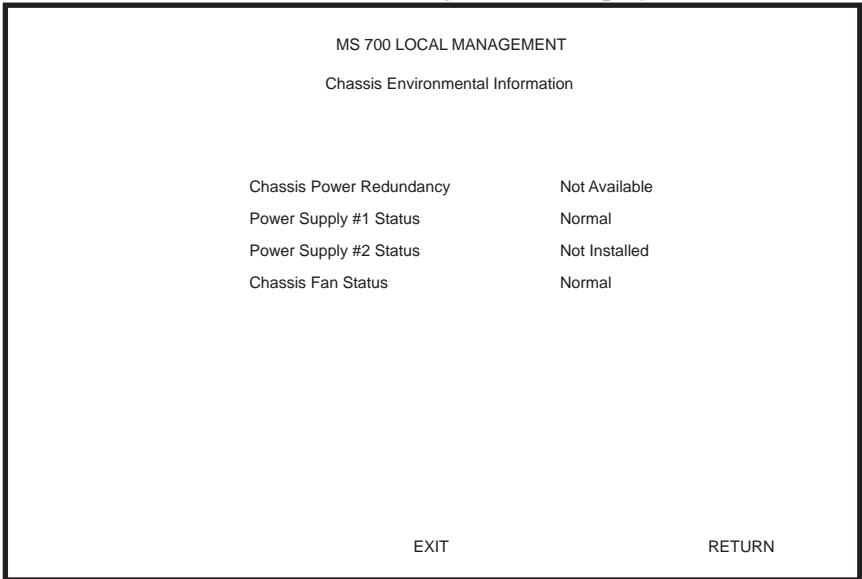 MS 700 LOCAL MANAGEMENT
Chassis Environmental Information
Chassis Power Redundancy Not Available
Power Supply #1 Status Normal
Power Supply #2 Status Not Installed
Chassis Fan Status Normal
EXIT RETURN